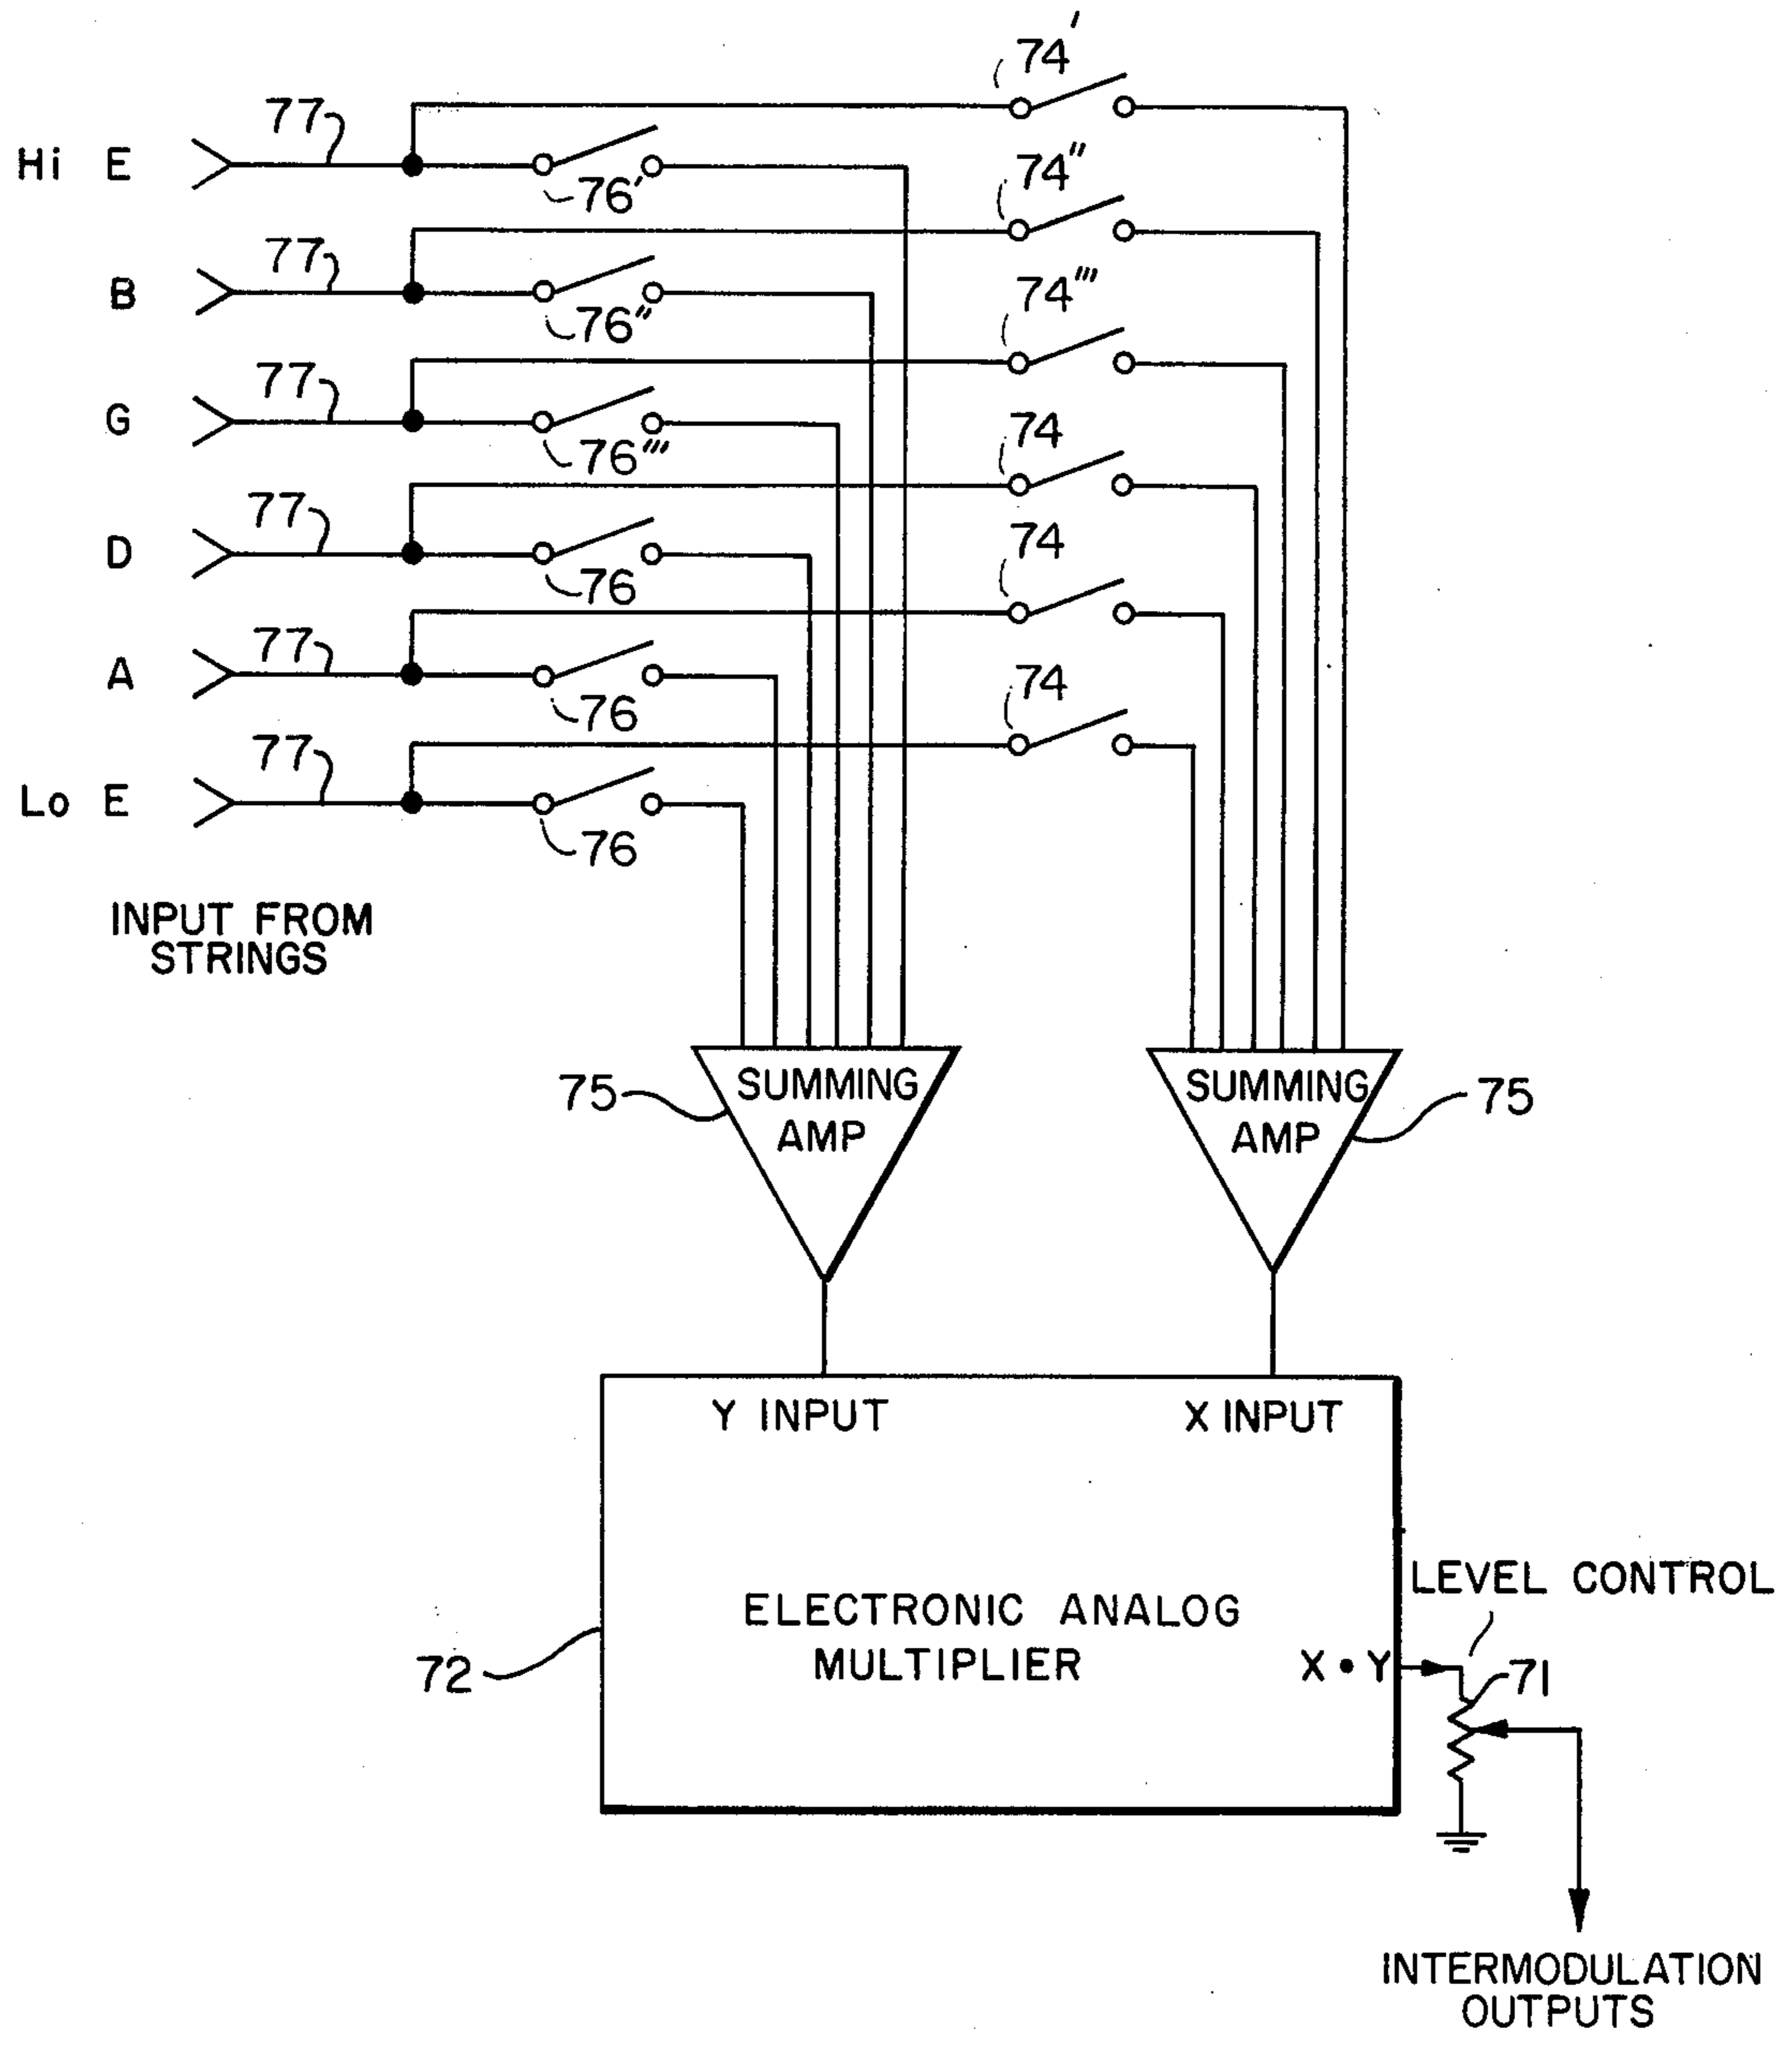 74'
77
Hi E
76'
74"
77
B
76"
74'''
77
G
76'''
74
77
D
76
74
77
A
76
74
77
Lo E
76
INPUT FROM
STRINGS
75
SUMMING
AMP
SUMMING
AMP
75
Y INPUT
X INPUT
ELECTRONIC ANALOG
MULTIPLIER
72
X • Y
LEVEL CONTROL
71
INTERMODULATION
OUTPUTS